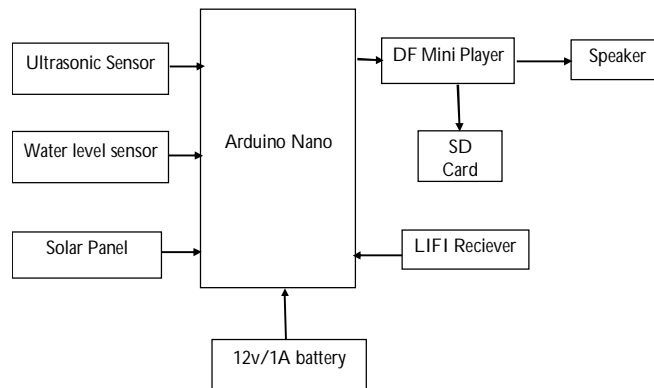 Ultrasonic Sensor
Water level sensor
Solar Panel
Arduino Nano
12v/1A battery
DF Mini Player
Speaker
SD
Card
LIFI Reciever